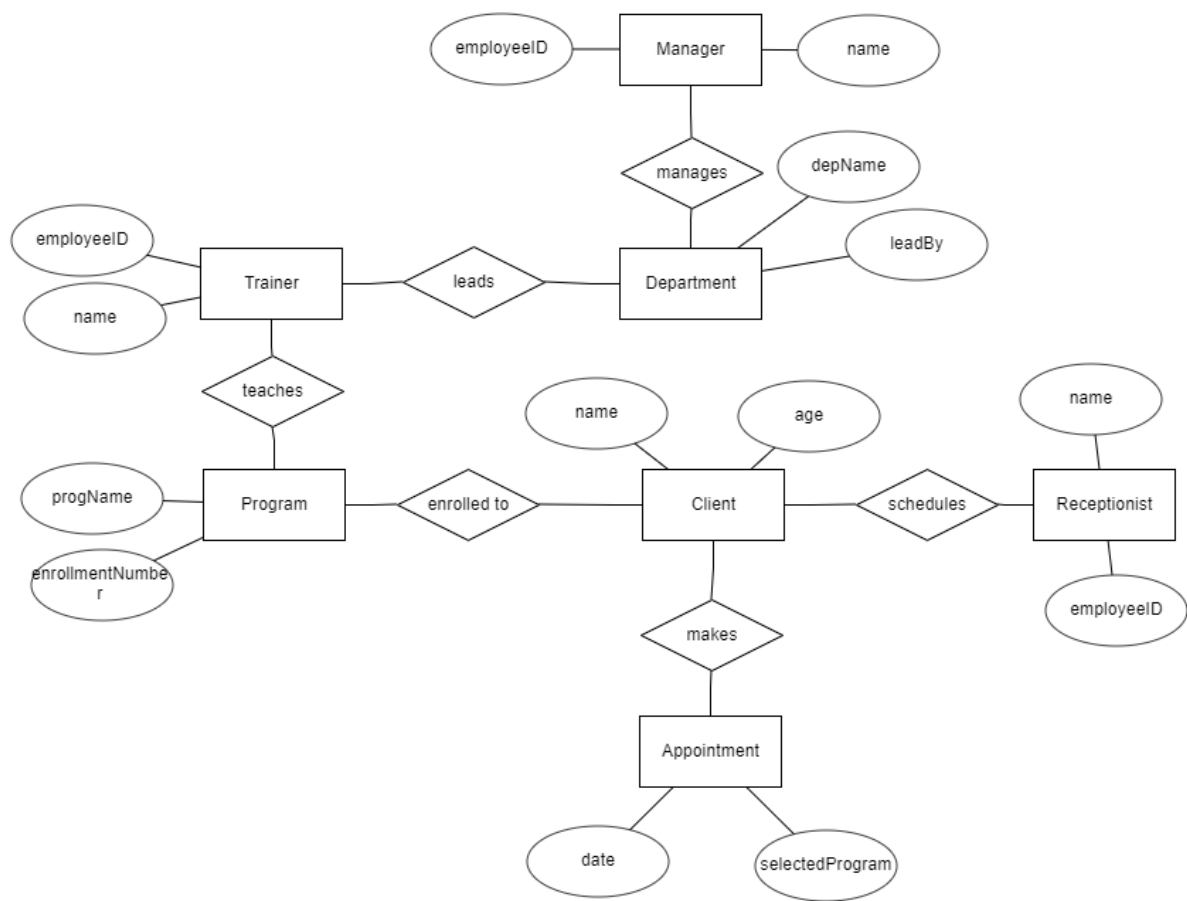 employeeID
Manager
name
manages
depName
employeeID
leadBy
Trainer
leads
Department
name
teaches
name
age
name
progName
Program
enrolled to
Client
schedules
Receptionist
enrollmentNumbe
r
employeeID
makes
Appointment
date
selectedProgram